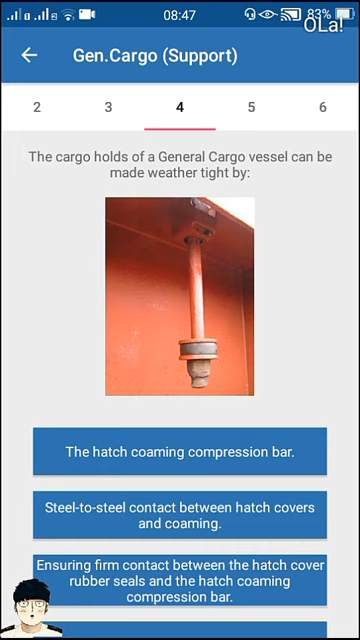 08:47
83%
OLa!
Gen.Cargo (Support)
2 3 4 5 6
The cargo holds of a General Cargo vessel can be
made weather tight by:
The hatch coaming compression bar.
Steel-to-steel contact between hatch covers
and coaming.
Ensuring firm contact between the hatch cover
rubber seals and the hatch coaming
compression bar.